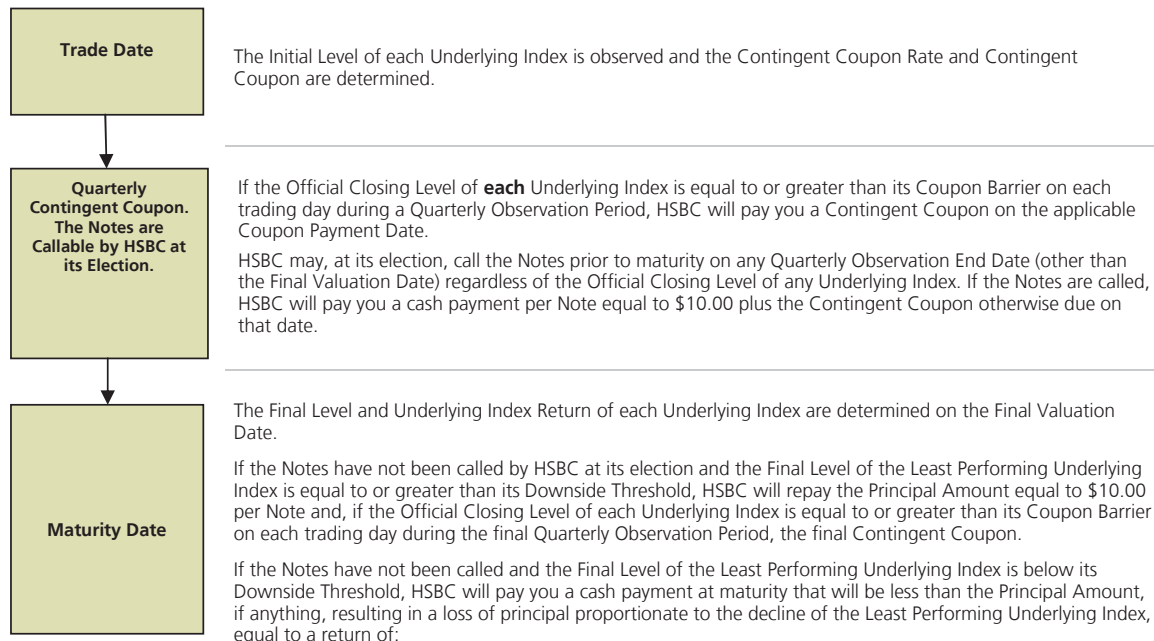 Trade Date
The Initial Level of each Underlying Index is observed and the Contingent Coupon Rate and Contingent
Coupon are determined.
Quarterly
Contingent Coupon.
The Notes are
Callable by HSBC at
its Election.
If the Official Closing Level of each Underlying Index is equal to or greater than its Coupon Barrier on each
trading day during a Quarterly Observation Period, HSBC will pay you a Contingent Coupon on the applicable
Coupon Payment Date.
HSBC may, at its election, call the Notes prior to maturity on any Quarterly Observation End Date (other than
the Final Valuation Date) regardless of the Official Closing Level of any Underlying Index. If the Notes are called,
HSBC will pay you a cash payment per Note equal to $10.00 plus the Contingent Coupon otherwise due on
that date.
Maturity Date
The Final Level and Underlying Index Return of each Underlying Index are determined on the Final Valuation
Date.
If the Notes have not been called by HSBC at its election and the Final Level of the Least Performing Underlying
Index is equal to or greater than its Downside Threshold, HSBC will repay the Principal Amount equal to $10.00
per Note and, if the Official Closing Level of each Underlying Index is equal to or greater than its Coupon Barrier
on each trading day during the final Quarterly Observation Period, the final Contingent Coupon.
If the Notes have not been called and the Final Level of the Least Performing Underlying Index is below its
Downside Threshold, HSBC will pay you a cash payment at maturity that will be less than the Principal Amount,
if anything, resulting in a loss of principal proportionate to the decline of the Least Performing Underlying Index,
equal to a return of: